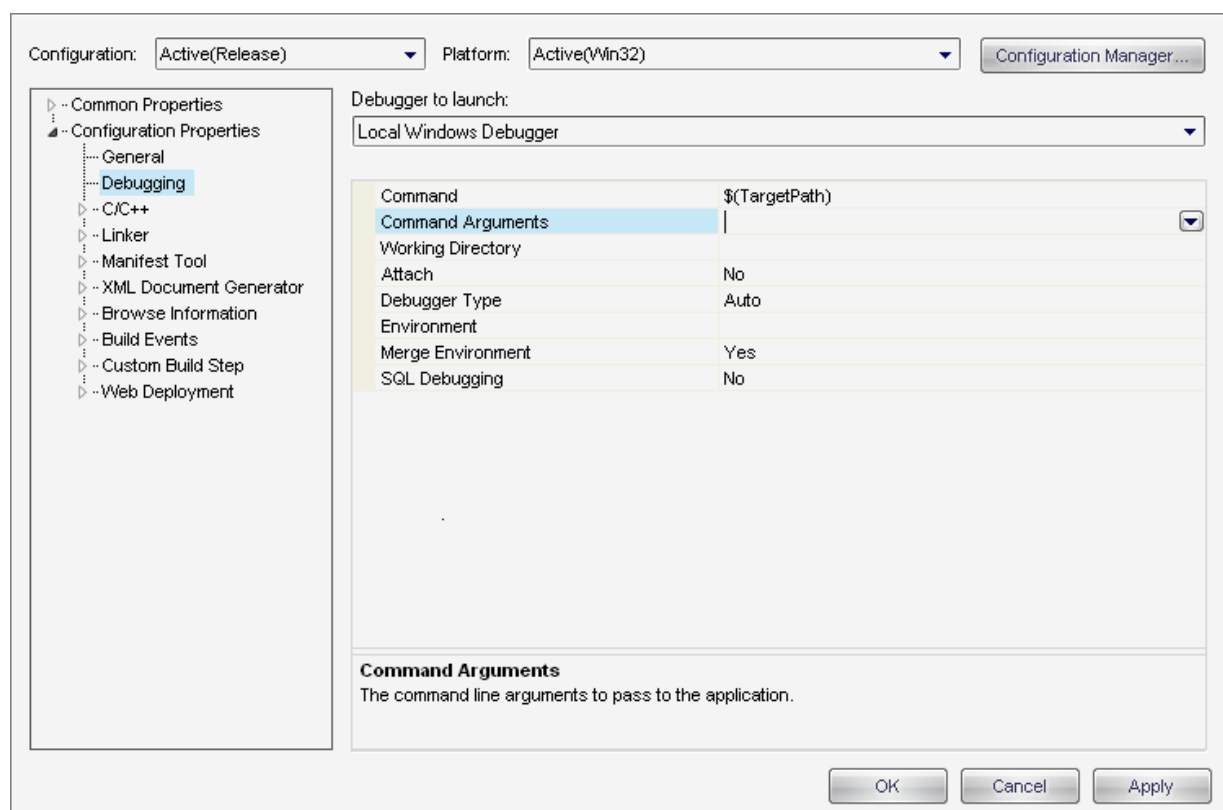 Configuration: Active(Release) Platform: Active(Win32) Configuration Manager...
Common Properties
Configuration Properties
General
Debugging
C/C++
Linker
Manifest Tool
XML Document Generator
Browse Information
Build Events
Custom Build Step
Web Deployment
Debugger to launch:
Local Windows Debugger
Command $(TargetPath)
Command Arguments
Working Directory
Attach No
Debugger Type Auto
Environment
Merge Environment Yes
SQL Debugging No
Command Arguments
The command line arguments to pass to the application.
OK Cancel Apply